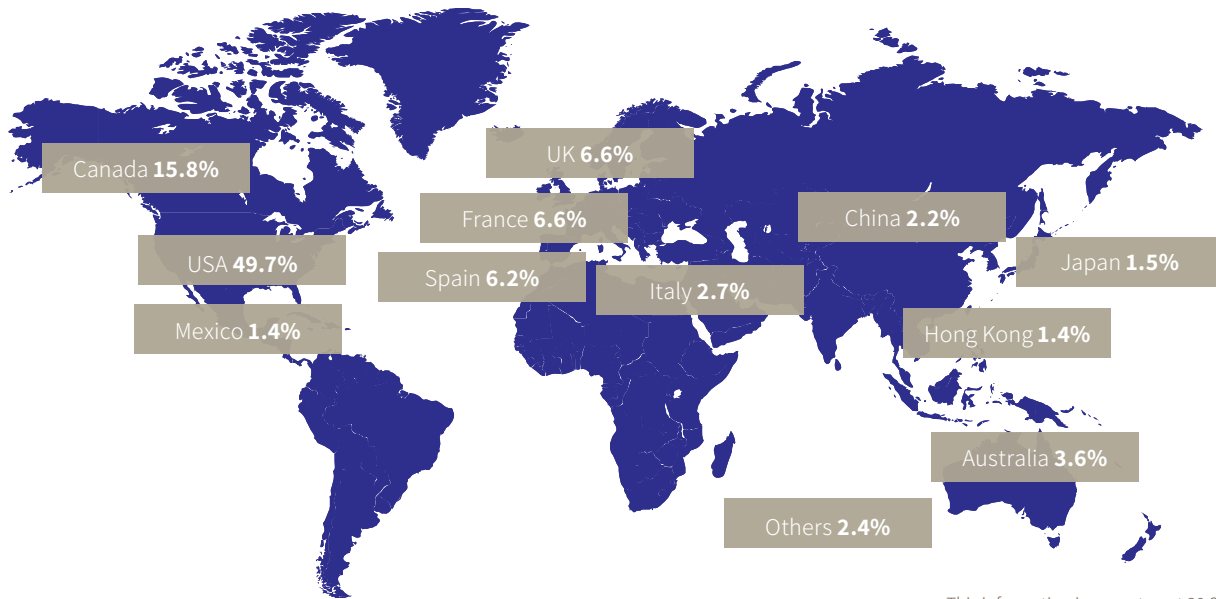 UK 6.6%
Canada 15.8%
France 6.6%
China 2.2%
USA 49.7%
Japan 1.5%
Spain 6.2%
Italy 2.7%
Mexico 1.4%
Hong Kong 1.4%
Australia 3.6%
Others 2.4%